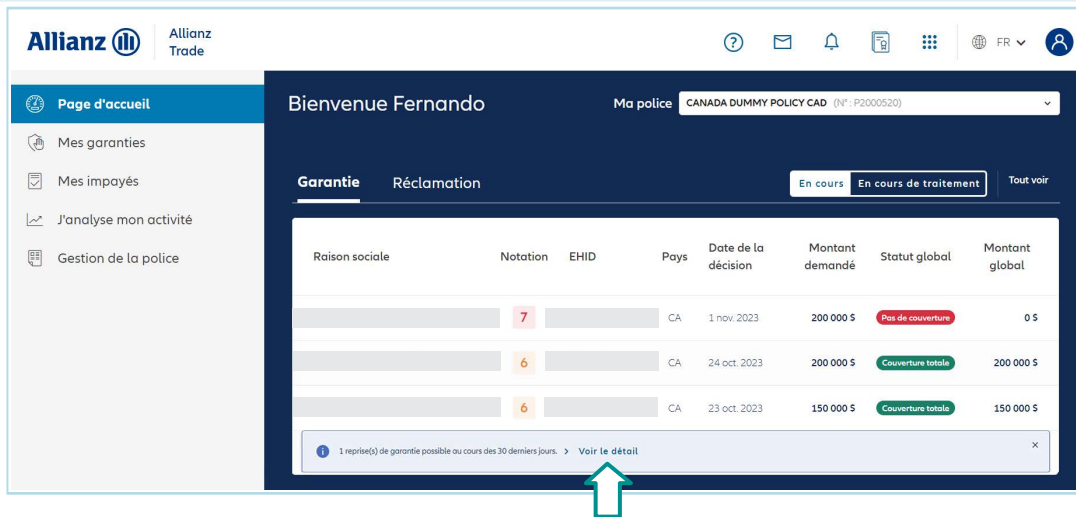 Allianz
Allianz
Trade
FR
Page d'accueil
Mes garanties
Mes impayés
J'analyse mon activité
Gestion de la police
Bienvenue Fernando
Ma police CANADA DUMMY POLICY CAD (N° : P2000520)
Garantie Réclamation
En cours En cours de traitement Tout voir
Raison sociale Notation EHID Pays Date de la décision Montant demandé Statut global Montant global
7 CA 1 nov. 2023 200 000 $ Pas de couverture 0 $
6 CA 24 oct. 2023 200 000 $ Couverture totale 200 000 $
6 CA 23 oct. 2023 150 000 $ Couverture totale 150 000 $
1 reprise(s) de garantie possible au cours des 30 derniers jours. > Voir le détail